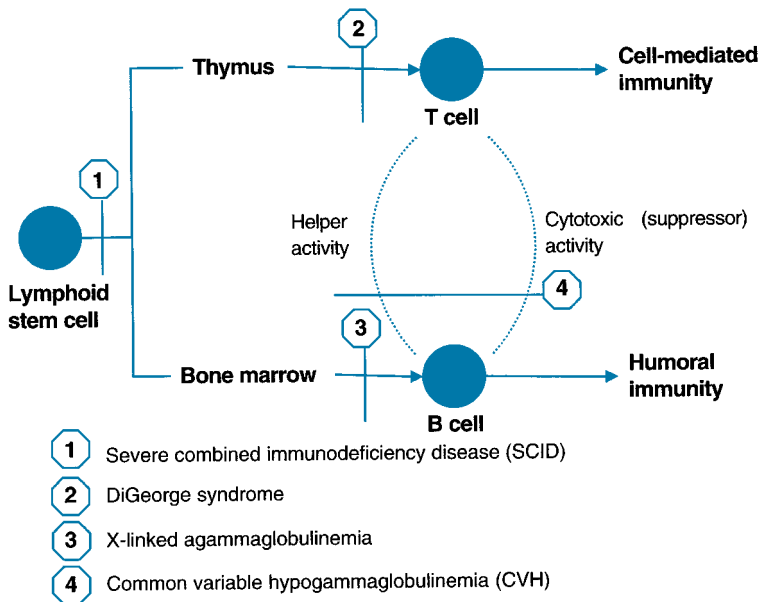 2
Thymus
T cell
Cell-mediated
immunity
1
Lymphoid
stem cell
Helper
activity
Cytotoxic (suppressor)
activity
4
3
Bone marrow
B cell
Humoral
immunity
1 Severe combined immunodeficiency disease (SCID)
2 DiGeorge syndrome
3 X-linked agammaglobulinemia
4 Common variable hypogammaglobulinemia (CVH)